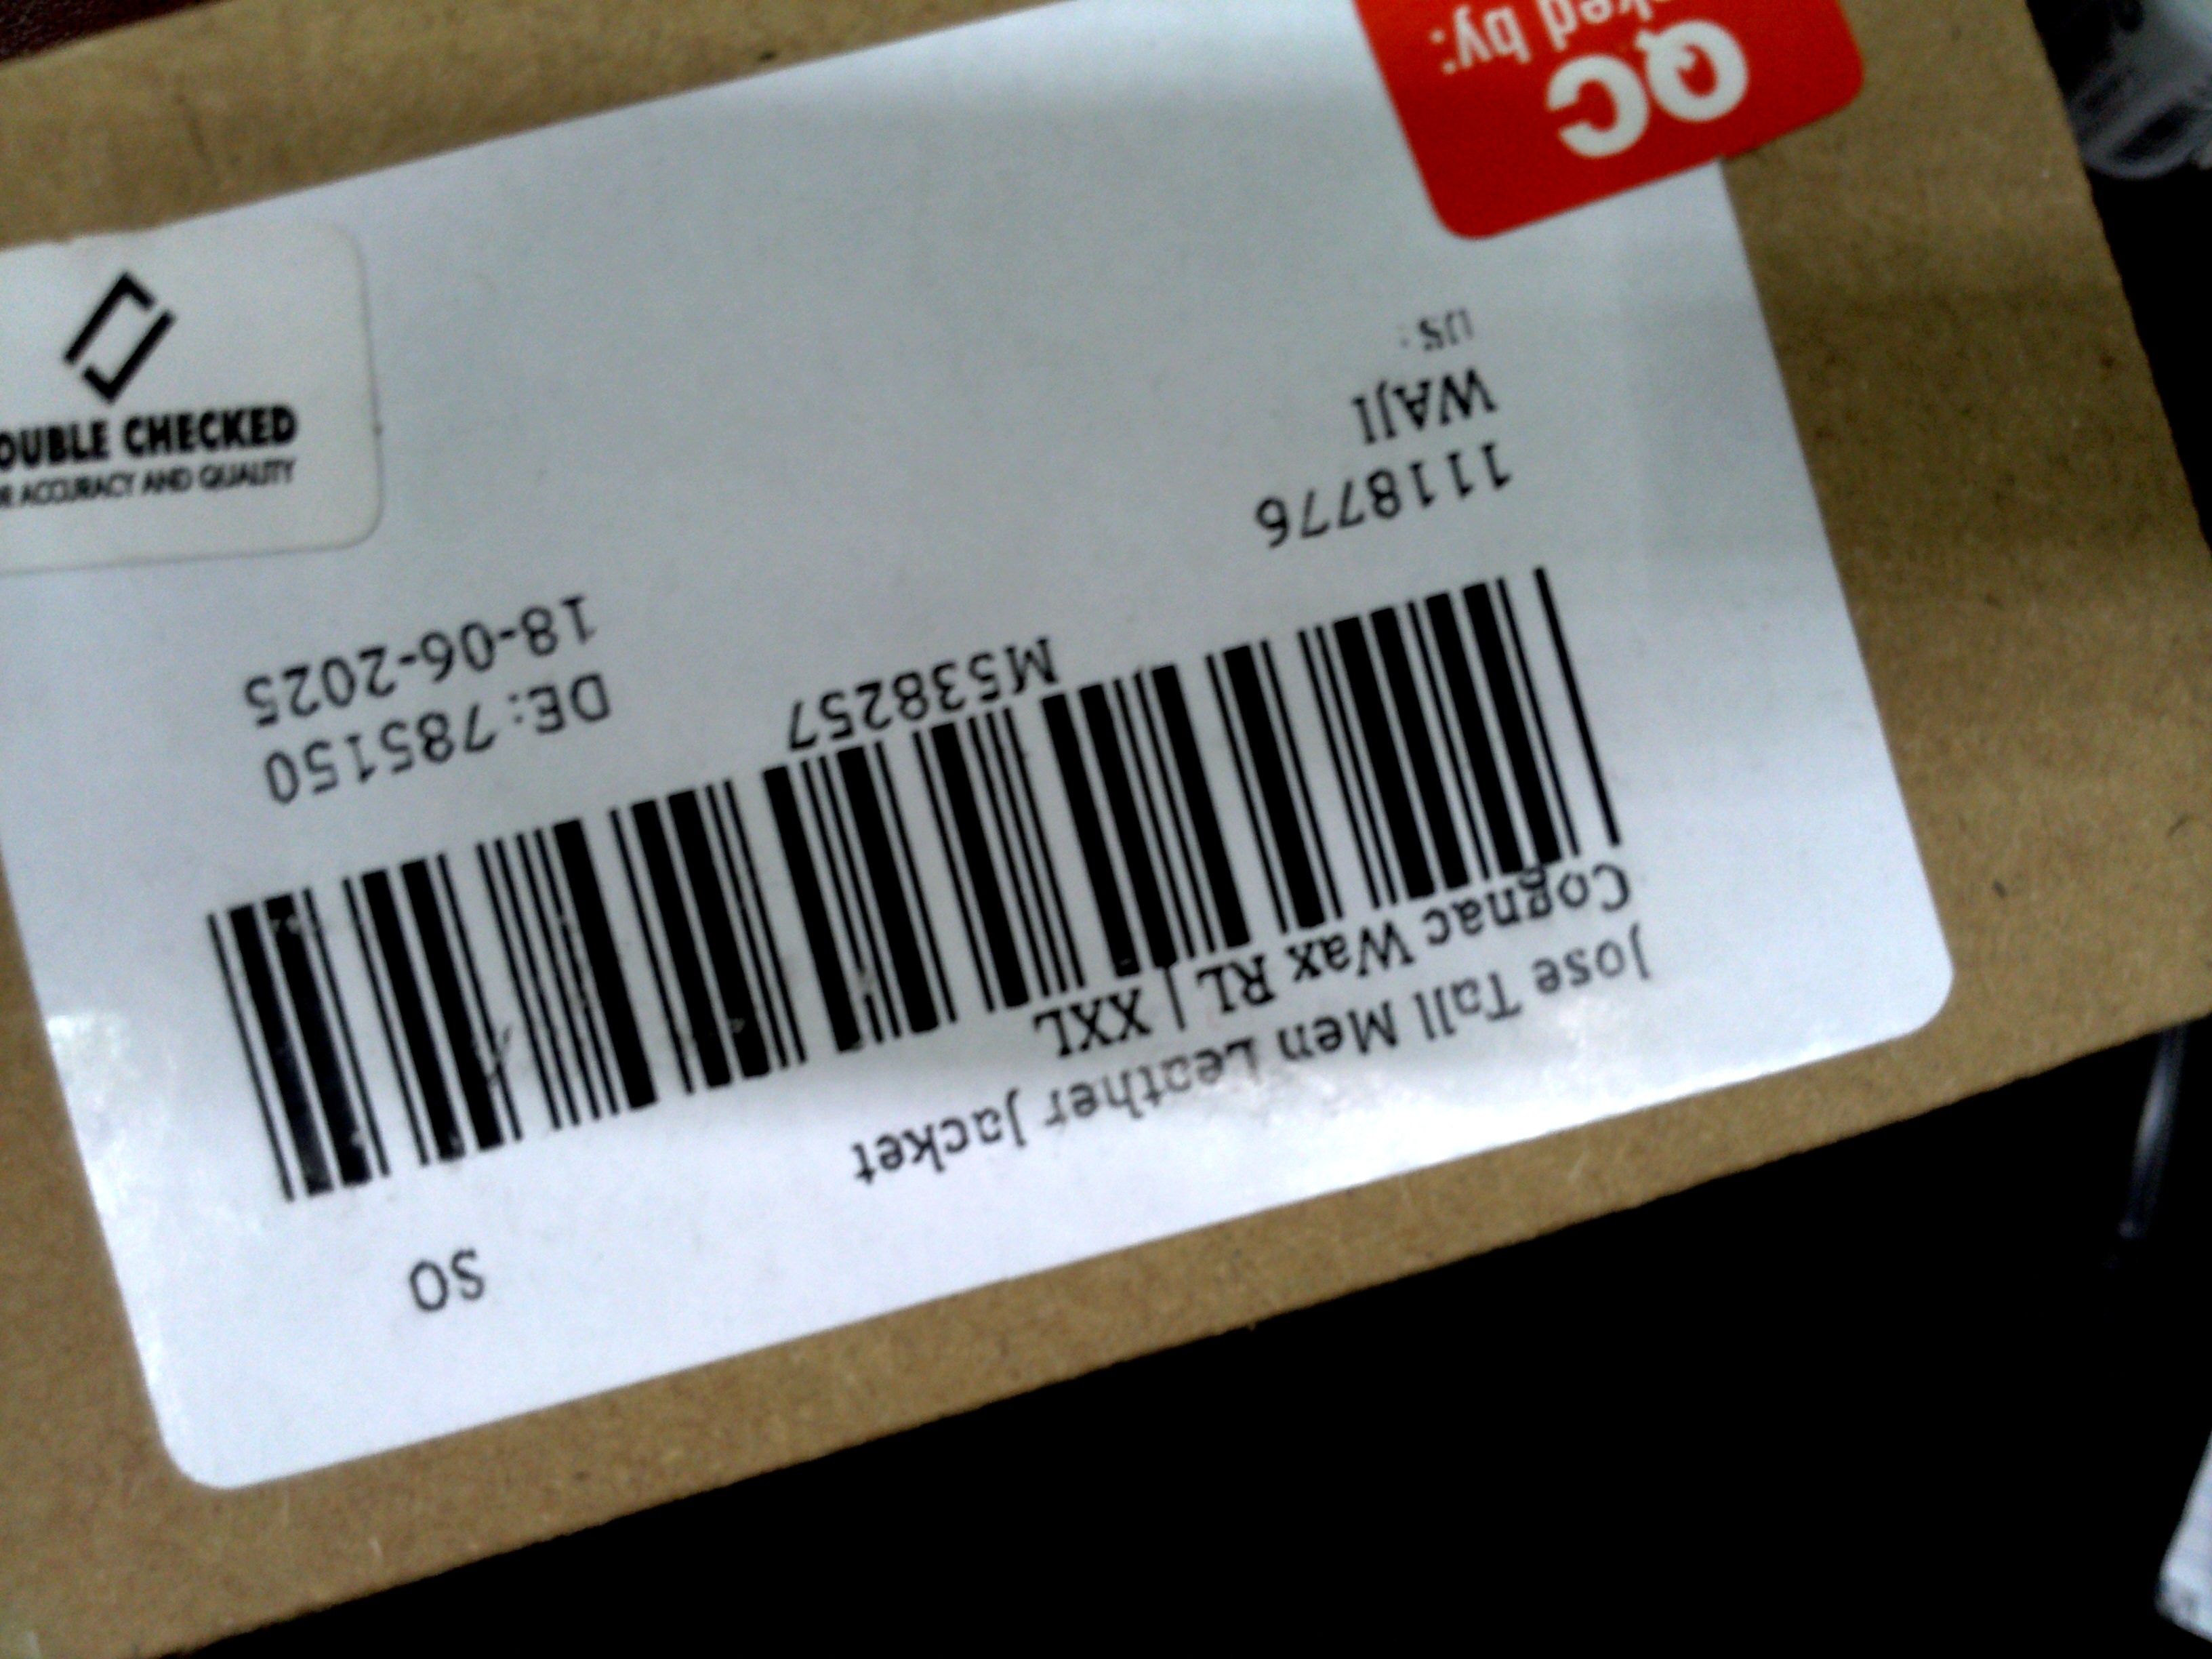 SO
Jose Tall Men Leather Jacket
Cognac Wax RL | XXL
M538257
DE: 785150
18-06-2025
1118776
WAJI
US
QC
ked by:
OUBLE CHECKED
R ACCURACY AND QUALITY